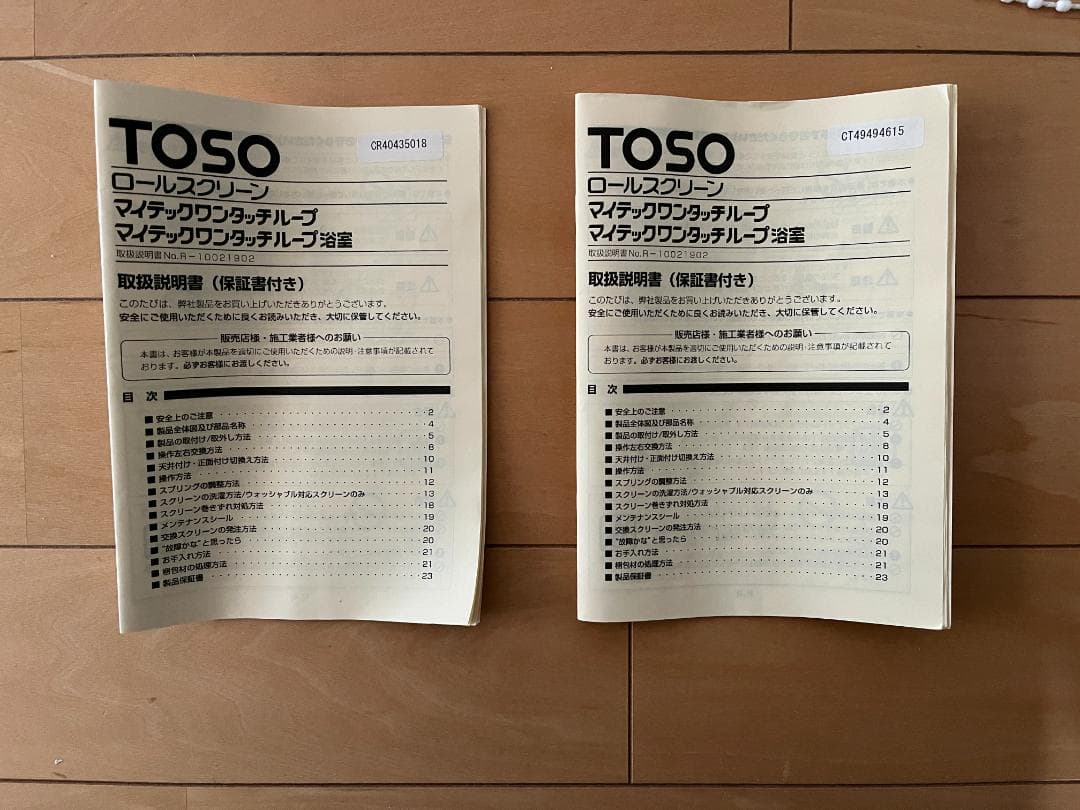 TOSO
CR40435018
ロールスクリーン
マイテックワンタッチループ
マイテックワンタッチループ浴室
取扱説明書No.R-10021902
取扱説明書(保証書付き)
このたびは、弊社製品をお買い上げいただきありがとうございます。
安全にご使用いただくために良くお読みいただき、大切に保管してください。
販売店様・施工業者様へのお願い
本書は、お客様が本製品を適切にご使用いただくための説明・注意事項が記載されて
おります。必ずお客様にお渡しください。
目 次
■安全上のご注意 2
■製品全体図及び部品名称 4
■製品の取付け/取外し方法 5
■操作左右交換方法 8
■天井付け・正面付け切換え方法 10
■操作方法 11
■スプリングの調整方法 12
■スクリーンの洗濯方法/ウォッシャブル対応スクリーンのみ 13
■スクリーン巻きずれ対処方法 18
■メンテナンスシール 19
■交換スクリーンの発注方法 20
■"故障かな"と思ったら 20
■お手入れ方法 21
■梱包材の処理方法 21
■製品保証書 23
TOSO
CT49494615
ロールスクリーン
マイテックワンタッチループ
マイテックワンタッチループ浴室
取扱説明書No.R-10021902
取扱説明書(保証書付き)
このたびは、弊社製品をお買い上げいただきありがとうございます。
安全にご使用いただくために良くお読みいただき、大切に保管してください。
販売店様・施工業者様へのお願い
本書は、お客様が本製品を適切にご使用いただくための説明・注意事項が記載されて
おります。必ずお客様にお渡しください。
目 次
■安全上のご注意 2
■製品全体図及び部品名称 4
■製品の取付け/取外し方法 5
■操作左右交換方法 8
■天井付け・正面付け切換え方法 10
■操作方法 11
■スプリングの調整方法 12
■スクリーンの洗濯方法/ウォッシャブル対応スクリーンのみ 13
■スクリーン巻きずれ対処方法 18
■メンテナンスシール 19
■交換スクリーンの発注方法 20
■"故障かな"と思ったら 20
■お手入れ方法 21
■梱包材の処理方法 21
■製品保証書 23